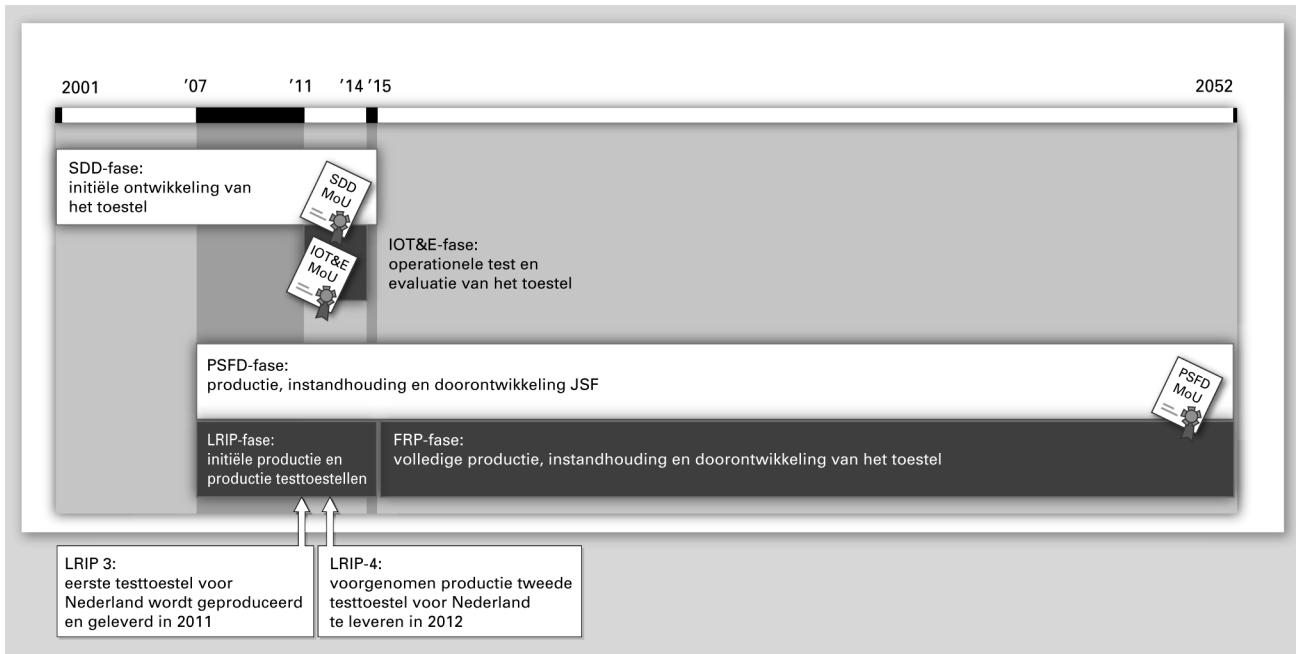 2001 '07 '11 '14 '15 2052
SDD-fase:
initiële ontwikkeling van
het toestel
SDD
MoU
IOT&E
MoU
IOT&E-fase:
operationele test en
evaluatie van het toestel
PSFD-fase:
productie, instandhouding en doorontwikkeling JSF
PSFD
MoU
LRIP-fase:
initiële productie en
productie testtoestellen
FRP-fase:
volledige productie, instandhouding en doorontwikkeling van het toestel
LRIP 3:
eerste testtoestel voor
Nederland wordt geproduceerd
en geleverd in 2011
LRIP-4:
voorgenomen productie tweede
testtoestel voor Nederland
te leveren in 2012